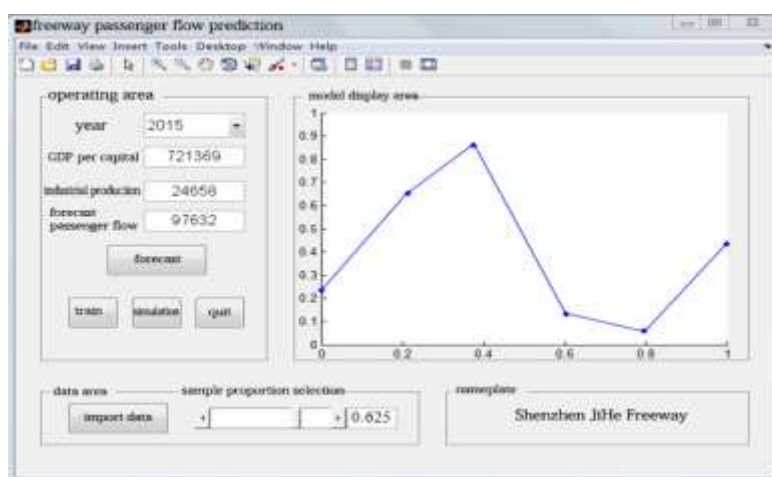 freeway passenger flow prediction
File Edit View Insert Tools Desktop Window Help
operating area
year 2015
GDP per capital 721369
industrial production 24658
forecast passenger flow 97632
forecast
train simulation quit
model display area
1
0.9
0.8
0.7
0.6
0.5
0.4
0.3
0.2
0.1
0
0 0.2 0.4 0.6 0.8 1
data area
import data
sample proportion selection
0.625
nameplate
Shenzhen JiHe Freeway